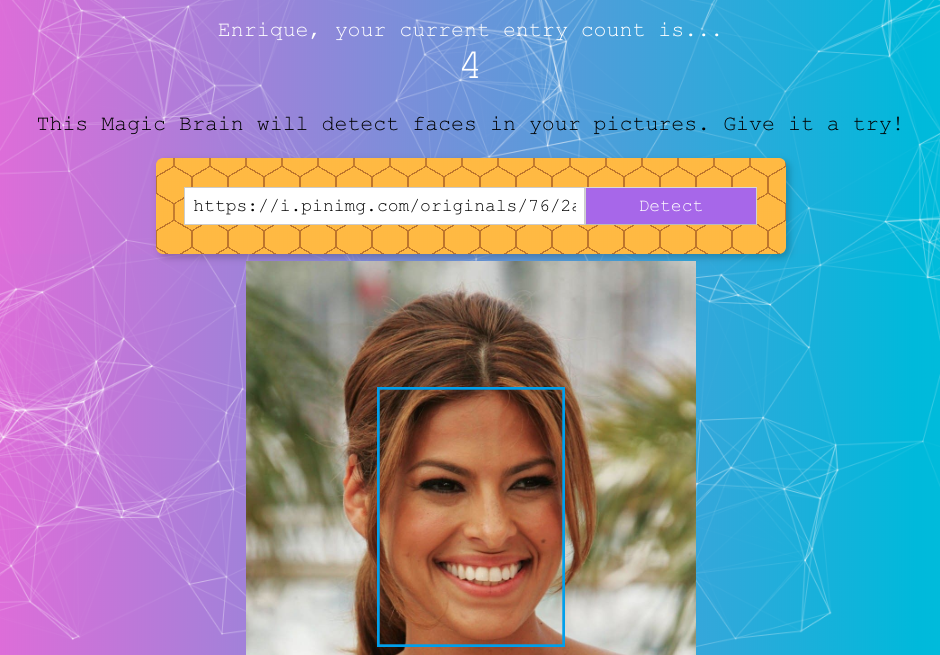 Enrique, your current entry count is...
4
This Magic Brain will detect faces in your pictures. Give it a try!
https://i.pinimg.com/originals/76/2a Detect